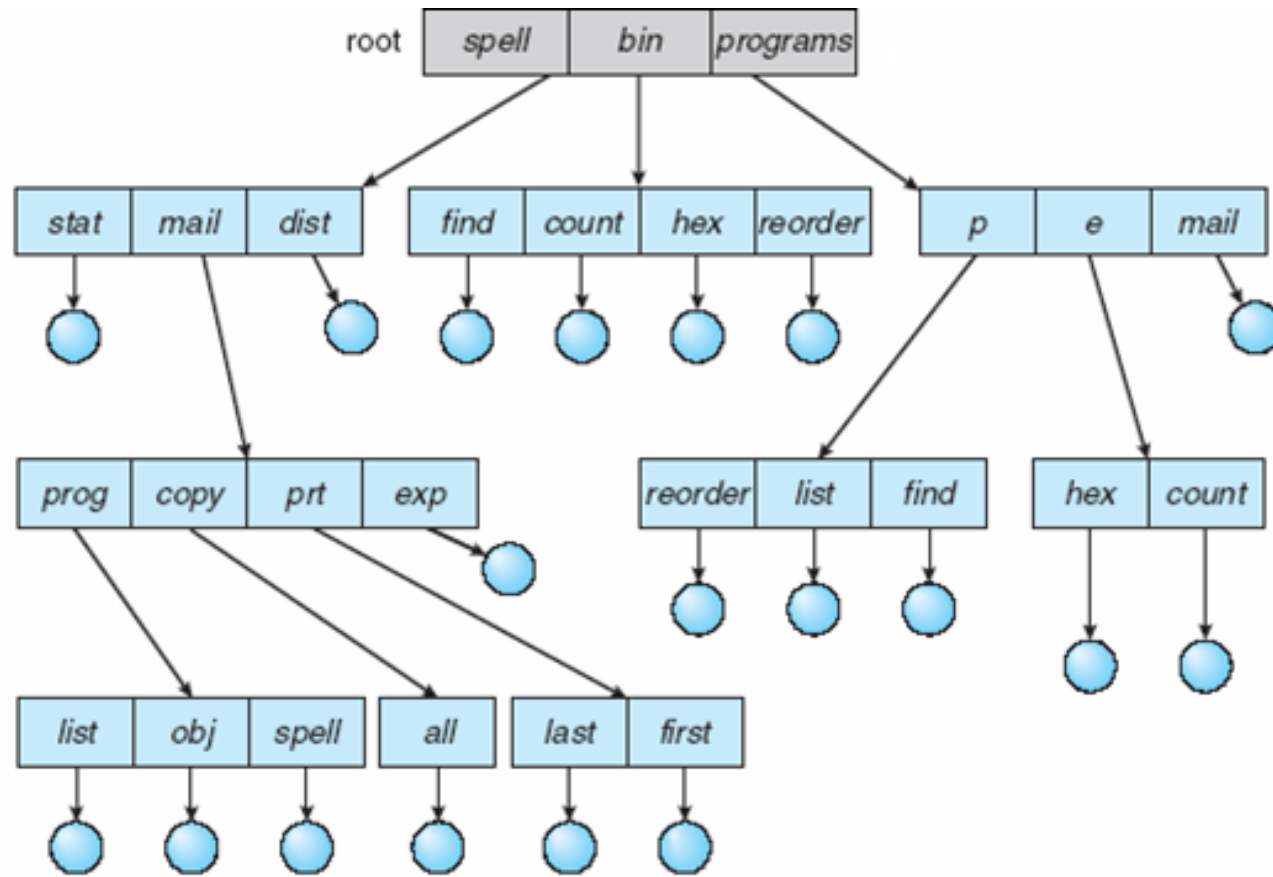 root spell bin programs
stat mail dist find count hex reorder p e mail
prog copy prt exp reorder list find hex count
list obj spell all last first